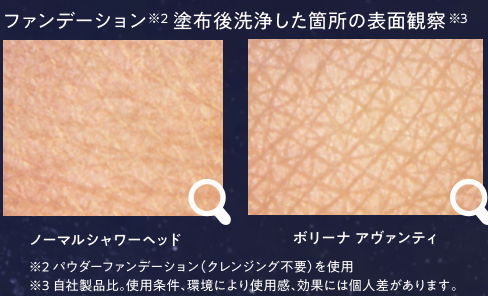 ファンデーション※2 塗布後洗浄した箇所の表面観察※3
ノーマルシャワーヘッド
ボリーナ アヴァンティ
※2 パウダーファンデーション(クレンジング不要)を使用
※3 自社製品比。使用条件、環境により使用感、効果には個人差があります。